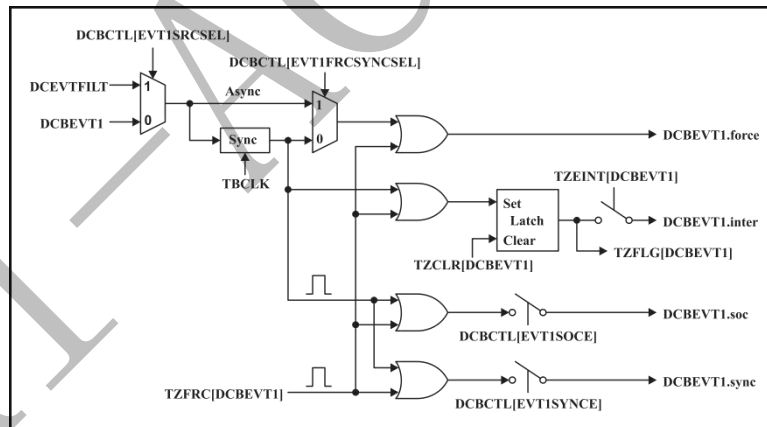 DCBCTL[EVT1SRCSEL]
DCBCTL[EVT1FRCSYNCSEL]
DCEVTFILT
1
Async
1
DCBEVT1
0
Sync
0
DCBEVT1.force
TBCLK
TZEINT[DCBEVT1]
Set
Latch
DCBEVT1.inter
Clear
TZCLR[DCBEVT1]
TZFLG[DCBEVT1]
DCBEVT1.soc
DCBCTL[EVT1SOCE]
DCBEVT1.sync
TZFRC[DCBEVT1]
DCBCTL[EVT1SYNCE]